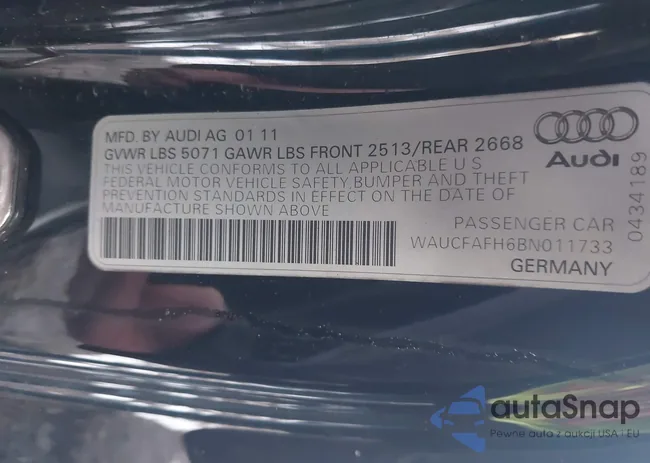 MFD. BY AUDI AG 01 11
GVWR LBS 5071 GAWR LBS FRONT 2513/REAR 2668
THIS VEHICLE CONFORMS TO ALL APPLICABLE U S
FEDERAL MOTOR VEHICLE SAFETY, BUMPER AND THEFT
PREVENTION STANDARDS IN EFFECT ON THE DATE OF
MANUFACTURE SHOWN ABOVE
Audi
0434189
PASSENGER CAR
WAUCFAFH6BN011733
GERMANY
autaSnap
Pewne auta z aukcji USA i EU